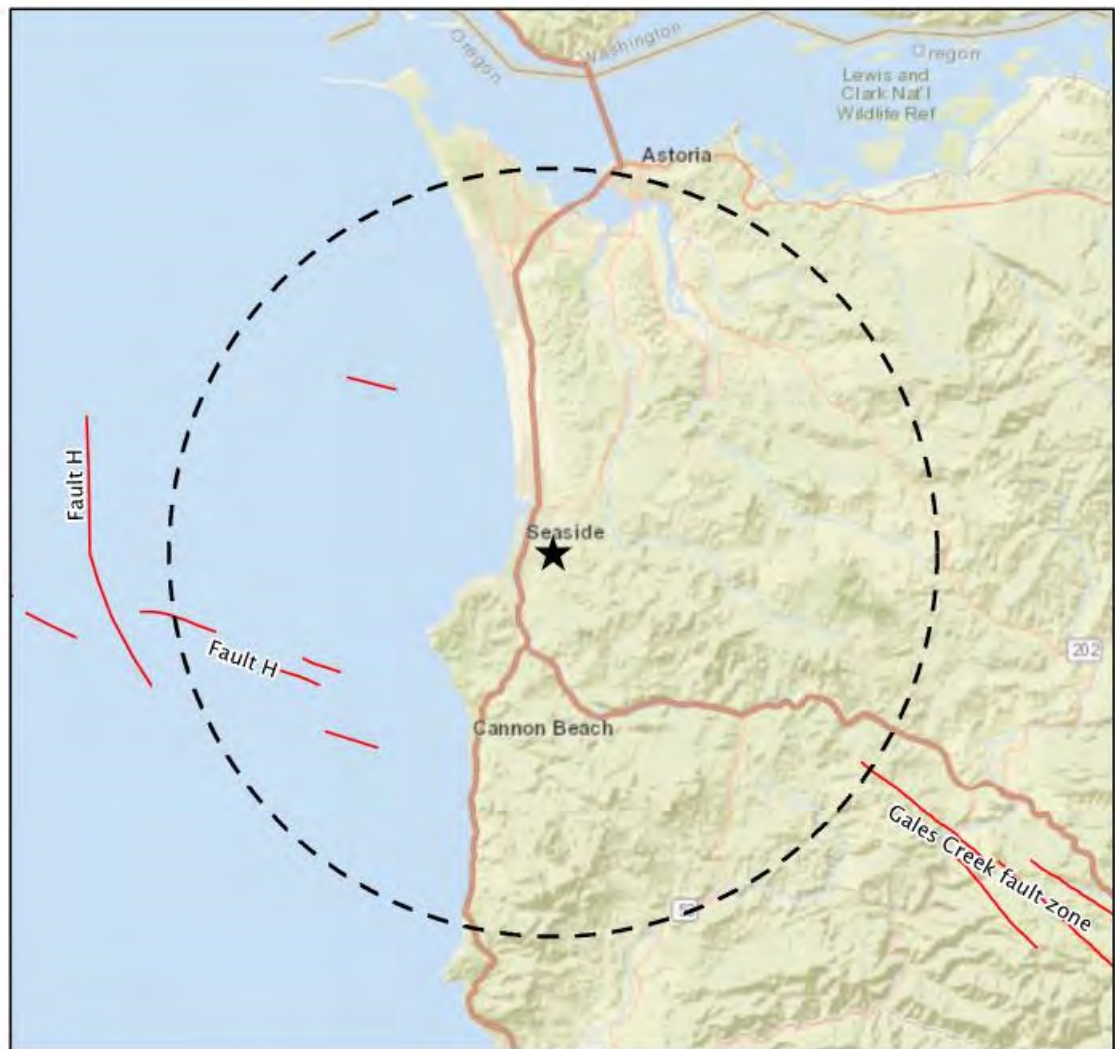 Oregon
Washington
Oregon
Lewis and
Clark Nat'l
Wildlife Ref
Astoria
Fault H
Seaside
Fault H
202
Cannon Beach
Gales Creek fault zone